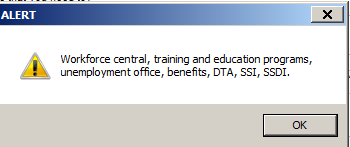 ALERT
Workforce central, training and education programs,
unemployment office, benefits, DTA, SSI, SSDI.
OK